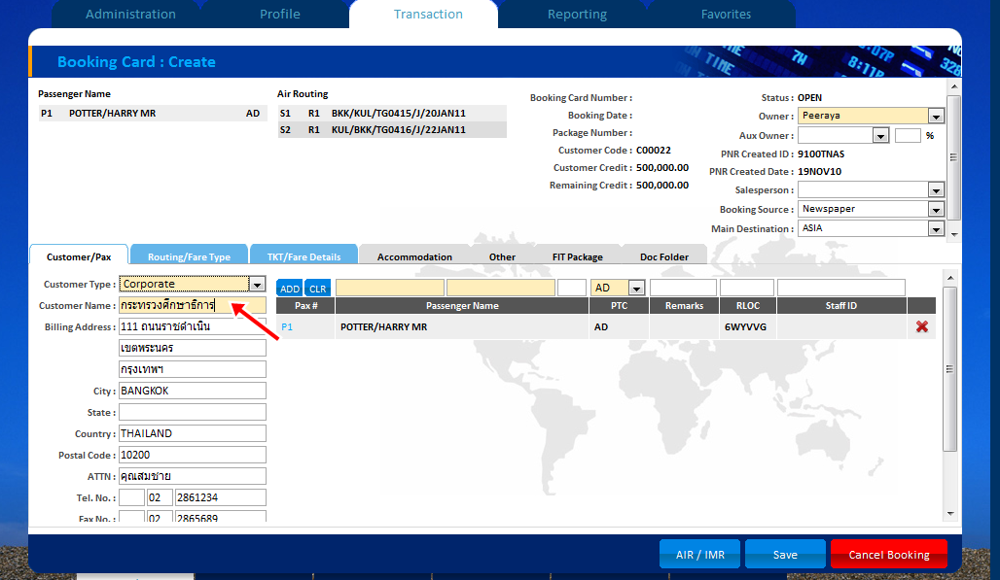 Administration
Profile
Transaction
Reporting
Favorites
Booking Card : Create
ON TIME
7H
8:11P
328
Passenger Name
P1 POTTER/HARRY MR AD
Air Routing
S1 R1 BKK/KUL/TG0415/J/20JAN11
S2 R1 KUL/BKK/TG0416/J/22JAN11
Booking Card Number :
Booking Date :
Package Number :
Customer Code : C00022
Customer Credit : 500,000.00
Remaining Credit : 500,000.00
Status : OPEN
Owner : Peeraya
Aux Owner : %
PNR Created ID : 9100TNAS
PNR Created Date : 19NOV10
Salesperson :
Booking Source : Newspaper
Main Destination : ASIA
Customer/Pax
Routing/Fare Type
TKT/Fare Details
Accommodation
Other
FIT Package
Doc Folder
Customer Type : Corporate
Customer Name : กระทรวงศึกษาธิการ
Billing Address : 111 ถนนราชดำเนิน
เขตพระนคร
กรุงเทพฯ
City : BANGKOK
State :
Country : THAILAND
Postal Code : 10200
ATTN : คุณสมชาย
Tel. No. : 02 2861234
Fax No. : 02 2865689
ADD CLR AD
Pax # Passenger Name PTC Remarks RLOC Staff ID
P1 POTTER/HARRY MR AD 6WYVVG
AIR / IMR
Save
Cancel Booking